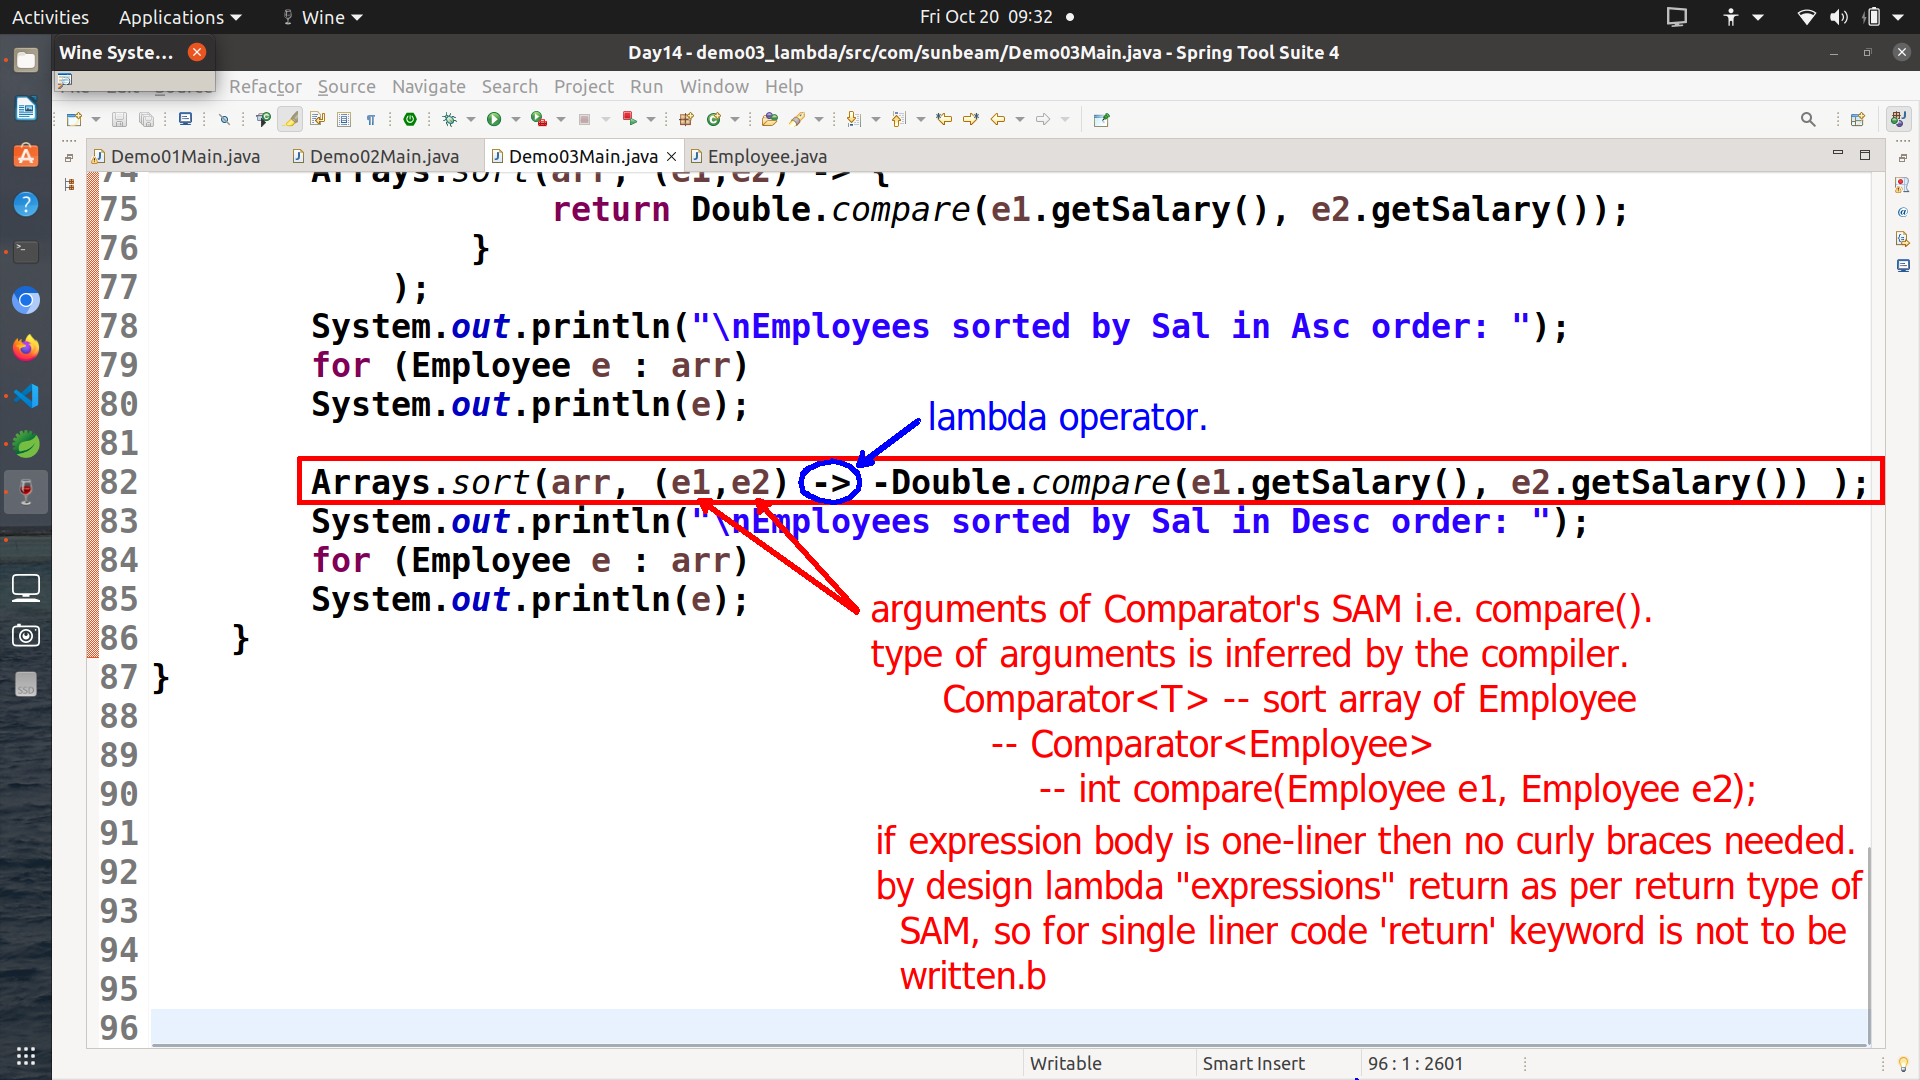 Activities Applications Wine Fri Oct 20 09:32
Wine Syste...
Day14 - demo03_lambda/src/com/sunbeam/Demo03Main.java - Spring Tool Suite 4
Refactor Source Navigate Search Project Run Window Help
Demo01Main.java Demo02Main.java Demo03Main.java Employee.java
74 Arrays.sort(arr, (e1,e2) -> {
75 return Double.compare(e1.getSalary(), e2.getSalary());
76 }
77 );
78 System.out.println("\nEmployees sorted by Sal in Asc order: ");
79 for (Employee e : arr)
80 System.out.println(e);
lambda operator.
81
82 Arrays.sort(arr, (e1,e2) -> -Double.compare(e1.getSalary(), e2.getSalary()) );
83 System.out.println("\nEmployees sorted by Sal in Desc order: ");
84 for (Employee e : arr)
85 System.out.println(e);
arguments of Comparator's SAM i.e. compare().
86 }
type of arguments is inferred by the compiler.
87 }
Comparator<T> -- sort array of Employee
88
-- Comparator<Employee>
89
-- int compare(Employee e1, Employee e2);
90
91
if expression body is one-liner then no curly braces needed.
92
by design lambda "expressions" return as per return type of
93
SAM, so for single liner code 'return' keyword is not to be
94
written.b
95
96
Writable Smart Insert 96 : 1 : 2601